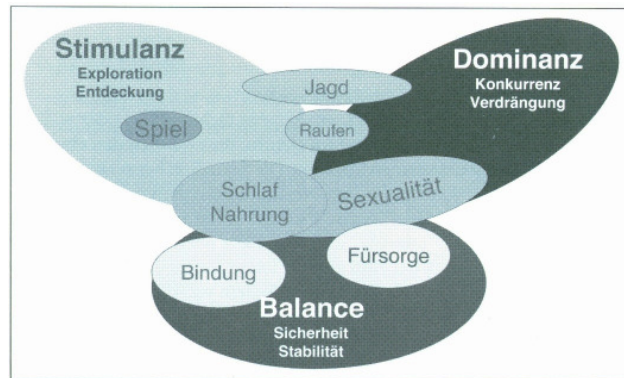 Stimulanz
Exploration
Entdeckung
Dominanz
Konkurrenz
Verdrängung
Jagd
Spiel
Raufen
Schlaf
Nahrung
Sexualität
Bindung
Fürsorge
Balance
Sicherheit
Stabilität